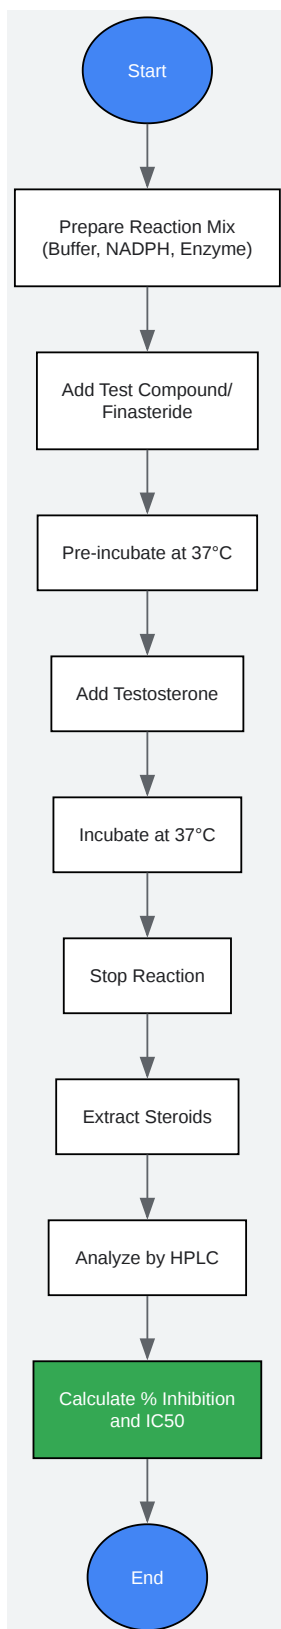 Start
Prepare Reaction Mix
(Buffer, NADPH, Enzyme)
Add Test Compound/
Finasteride
Pre-incubate at 37°C
Add Testosterone
Incubate at 37°C
Stop Reaction
Extract Steroids
Analyze by HPLC
Calculate % Inhibition
and IC50
End